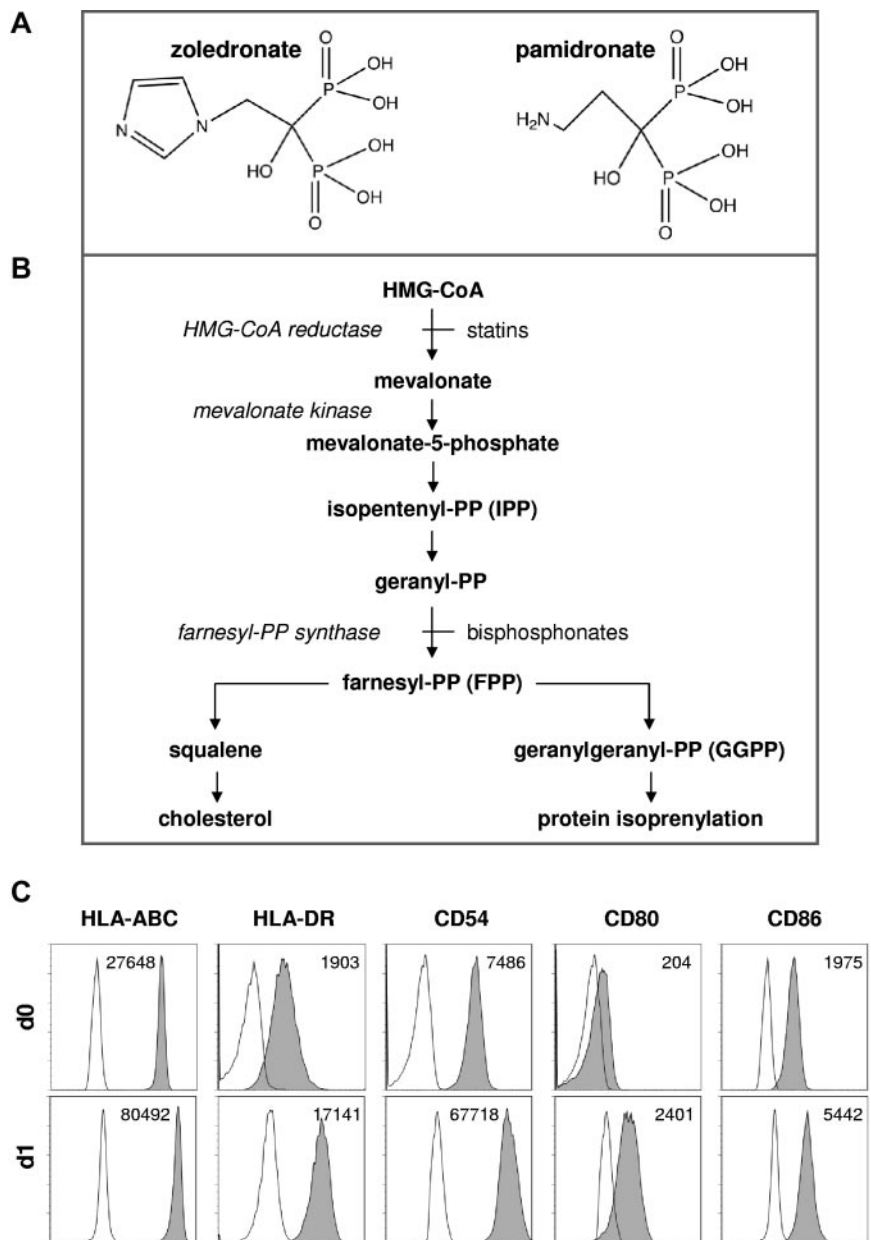 A
zoledronate
pamidronate
O
OH
P
OH
N
N
HO
P
OH
OH
O
O
OH
P
OH
H₂N
HO
P
OH
OH
O
B
HMG-CoA
HMG-CoA reductase
statins
mevalonate
mevalonate kinase
mevalonate-5-phosphate
isopentenyl-PP (IPP)
geranyl-PP
farnesyl-PP synthase
bisphosphonates
farnesyl-PP (FPP)
squalene
geranylgeranyl-PP (GGPP)
cholesterol
protein isoprenylation
C
HLA-ABC HLA-DR CD54 CD80 CD86
d0
27648 1903 7486 204 1975
d1
80492 17141 67718 2401 5442